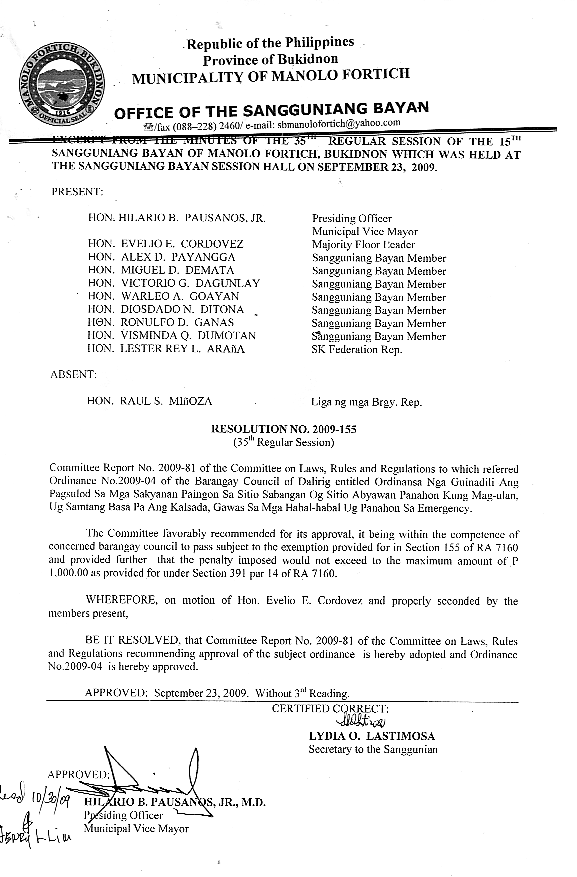 Republic of the Philippines
Province of Bukidnon
MUNICIPALITY OF MANOLO FORTICH
OFFICE OF THE SANGGUNIANG BAYAN
☎/fax (088–228) 2460/ e-mail: sbmanolofortich@yahoo.com
MANOLO FORTICH, BUKIDNON
OFFICIAL SEAL
EXCERPT FROM THE MINUTES OF THE 35TH REGULAR SESSION OF THE 15TH
SANGGUNIANG BAYAN OF MANOLO FORTICH, BUKIDNON WHICH WAS HELD AT
THE SANGGUNIANG BAYAN SESSION HALL ON SEPTEMBER 23, 2009.
PRESENT:
HON. HILARIO B. PAUSANOS, JR. Presiding Officer
Municipal Vice Mayor
HON. EVELIO E. CORDOVEZ Majority Floor Leader
HON. ALEX D. PAYANGGA Sangguniang Bayan Member
HON. MIGUEL D. DEMATA Sangguniang Bayan Member
HON. VICTORIO G. DAGUNLAY Sangguniang Bayan Member
HON. WARLEO A. GOAYAN Sangguniang Bayan Member
HON. DIOSDADO N. DITONA Sangguniang Bayan Member
HON. RONULFO D. GANAS Sangguniang Bayan Member
HON. VISMINDA Q. DUMOTAN Sangguniang Bayan Member
HON. LESTER REY L. ARAñA SK Federation Rep.
ABSENT:
HON. RAUL S. MIñOZA Liga ng mga Brgy. Rep.
RESOLUTION NO. 2009-155
(35th Regular Session)
Committee Report No. 2009-81 of the Committee on Laws, Rules and Regulations to which referred
Ordinance No.2009-04 of the Barangay Council of Dalirig entitled Ordinansa Nga Guinadili Ang
Pagsulod Sa Mga Sakyanan Paingon Sa Sitio Sabangan Og Sitio Abyawan Panahon Kung Mag-ulan,
Ug Samtang Basa Pa Ang Kalsada, Gawas Sa Mga Habal-habal Ug Panahon Sa Emergency.
The Committee favorably recommended for its approval, it being within the competence of
concerned barangay council to pass subject to the exemption provided for in Section 155 of RA 7160
and provided further that the penalty imposed would not exceed to the maximum amount of P
1,000.00 as provided for under Section 391 par 14 of RA 7160.
WHEREFORE, on motion of Hon. Evelio E. Cordovez and properly seconded by the
members present,
BE IT RESOLVED, that Committee Report No. 2009-81 of the Committee on Laws, Rules
and Regulations recommending approval of the subject ordinance is hereby adopted and Ordinance
No.2009-04 is hereby approved.
APPROVED; September 23, 2009. Without 3rd Reading.
CERTIFIED CORRECT:
LYDIA O. LASTIMOSA
Secretary to the Sanggunian
APPROVED:
10/30/09
HILARIO B. PAUSANOS, JR., M.D.
Presiding Officer
Municipal Vice Mayor